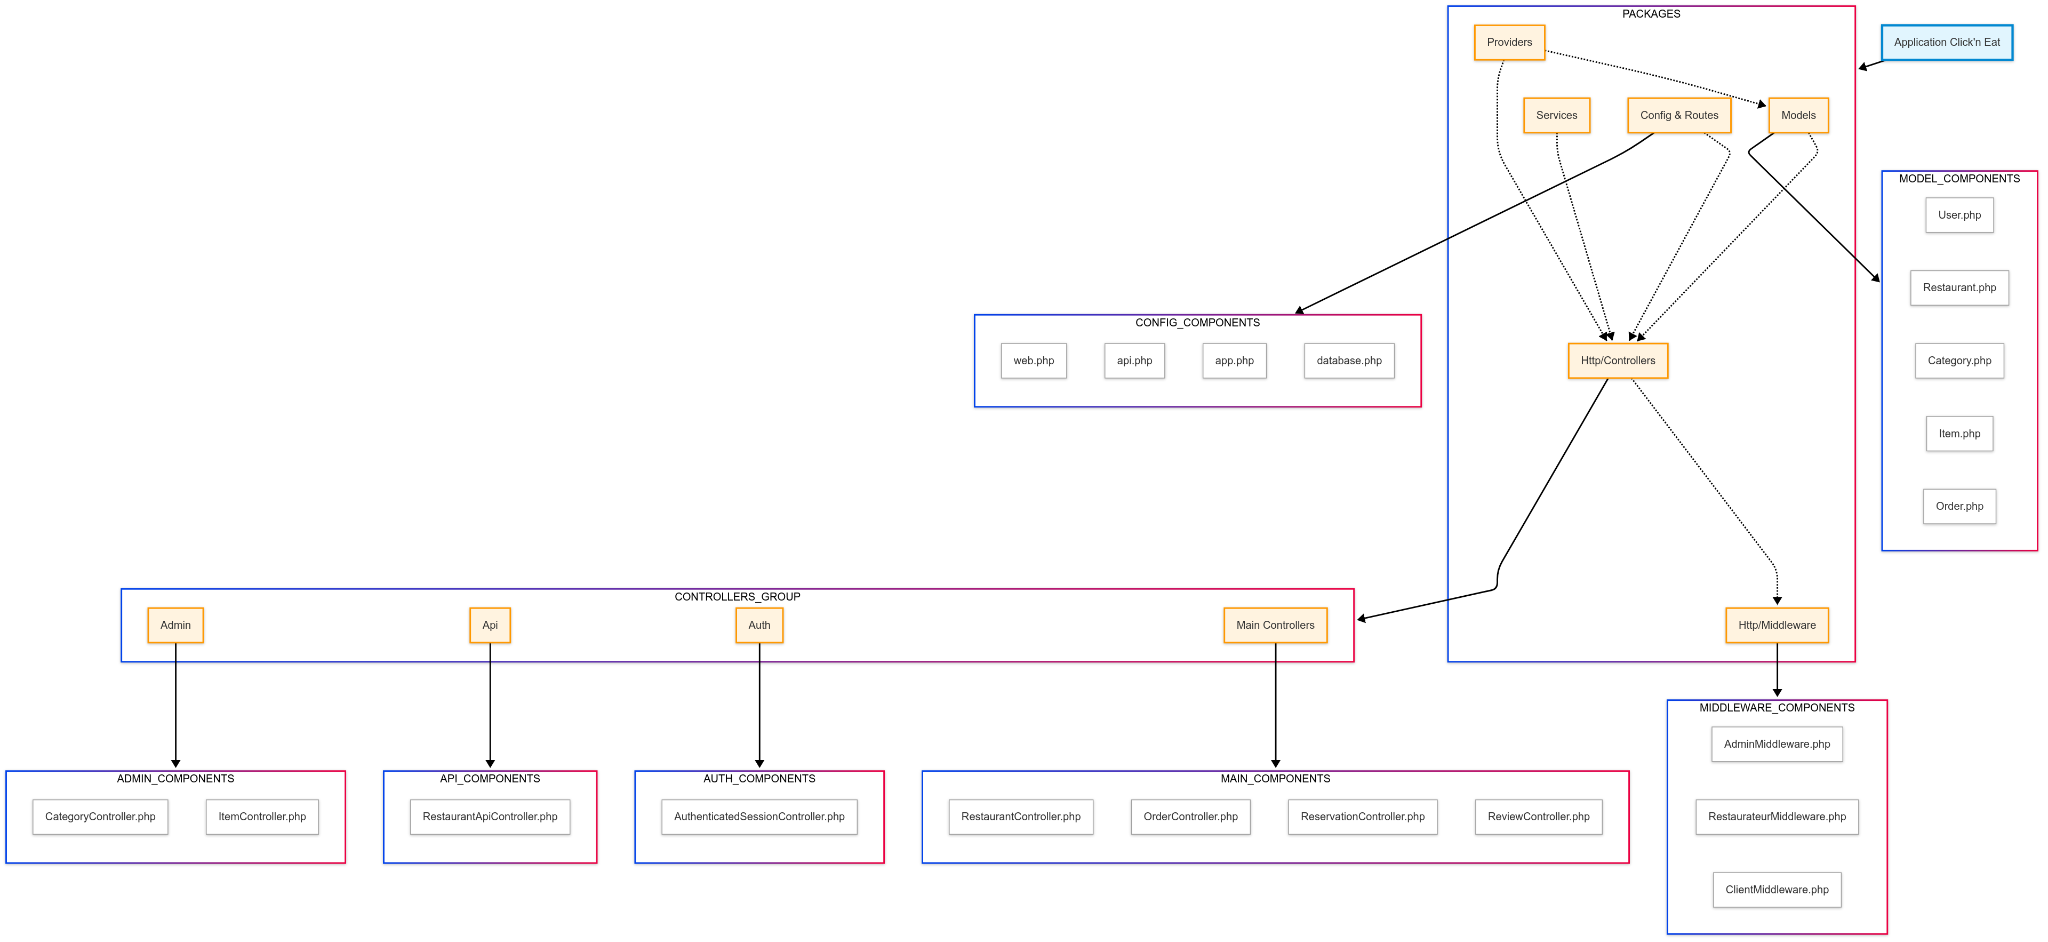 PACKAGES
Providers
Application Click'n Eat
Services
Config & Routes
Models
MODEL_COMPONENTS
User.php
Restaurant.php
Category.php
Item.php
Order.php
CONFIG_COMPONENTS
web.php
api.php
app.php
database.php
Http/Controllers
CONTROLLERS_GROUP
Admin
Api
Auth
Main Controllers
Http/Middleware
MIDDLEWARE_COMPONENTS
AdminMiddleware.php
RestaurateurMiddleware.php
ClientMiddleware.php
ADMIN_COMPONENTS
CategoryController.php
ItemController.php
API_COMPONENTS
RestaurantApiController.php
AUTH_COMPONENTS
AuthenticatedSessionController.php
MAIN_COMPONENTS
RestaurantController.php
OrderController.php
ReservationController.php
ReviewController.php